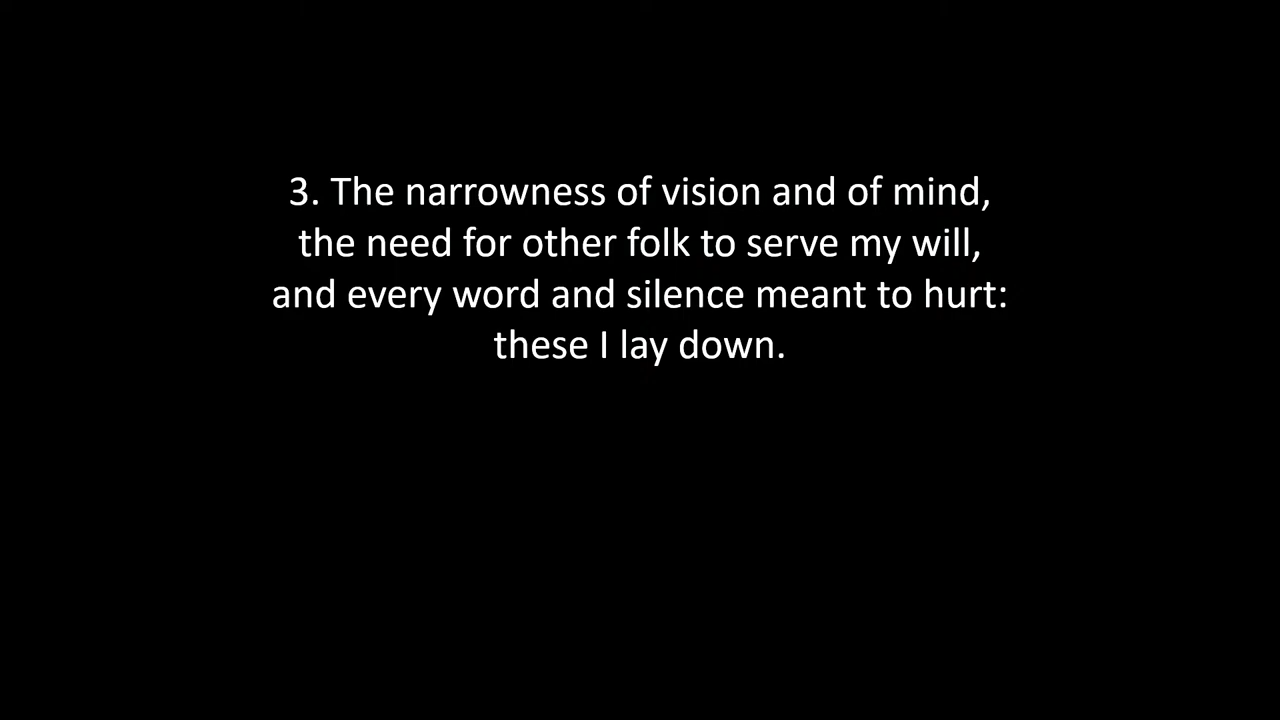 3. The narrowness of vision and of mind,
the need for other folk to serve my will,
and every word and silence meant to hurt:
these I lay down.